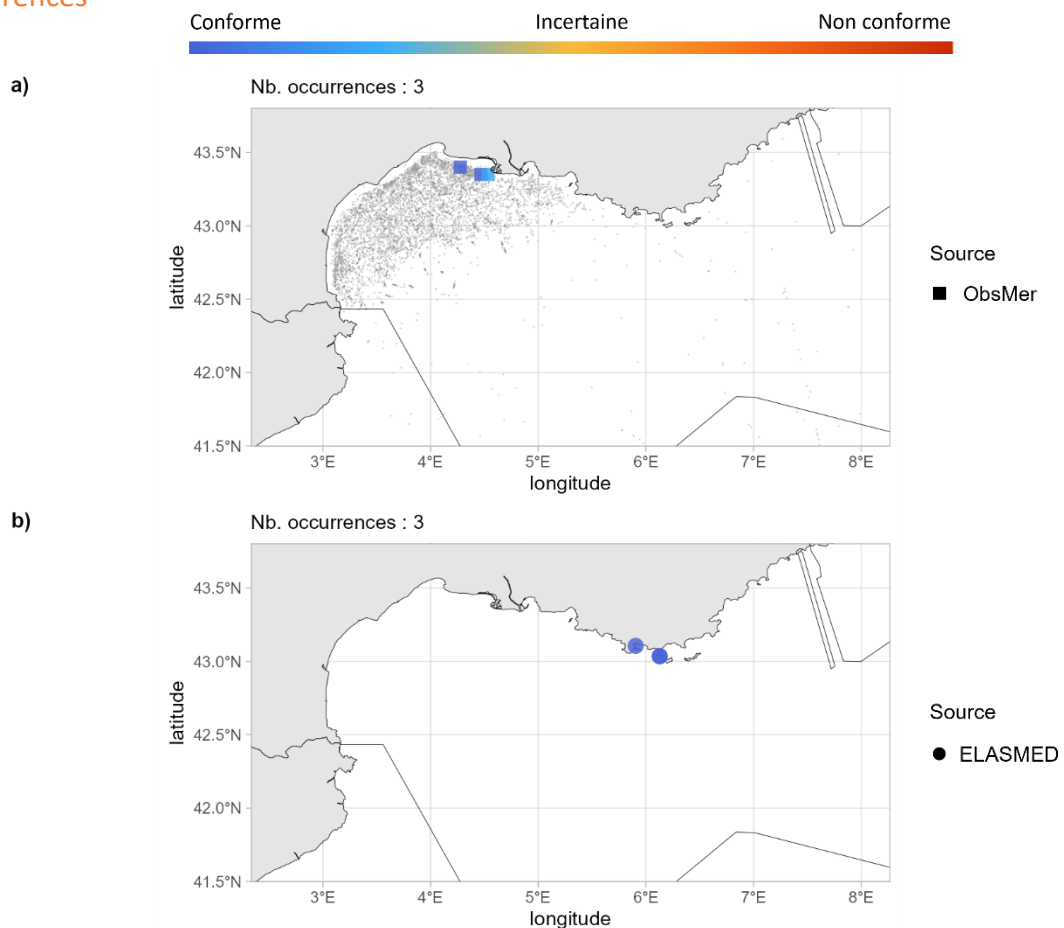 rences
Conforme Incertaine Non conforme
a)
Nb. occurrences : 3
43.5°N
43.0°N
42.5°N
42.0°N
41.5°N
latitude
3°E 4°E 5°E 6°E 7°E 8°E
longitude
Source
ObsMer
b)
Nb. occurrences : 3
43.5°N
43.0°N
42.5°N
42.0°N
41.5°N
latitude
3°E 4°E 5°E 6°E 7°E 8°E
longitude
Source
ELASMED